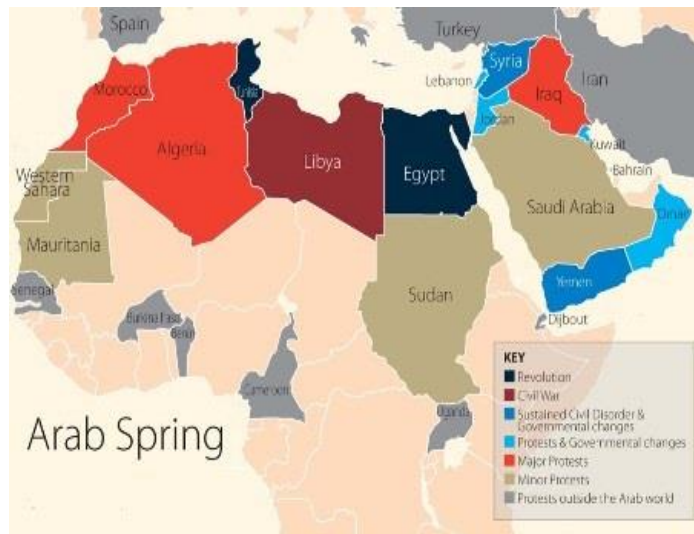 Spain
Turkey
Syria
Lebanon
Iran
Iraq
Morocco
Tunisia
Jordan
Algeria
Libya
Egypt
Kuwait
Bahrain
Western
Sahara
Saudi Arabia
Oman
Mauritania
Yemen
Senegal
Sudan
Burkina Faso
Djibout
Benin
Cameroon
Uganda
Arab Spring
KEY
Revolution
Civil War
Sustained Civil Disorder &
Governmental changes
Protests & Governmental changes
Major Protests
Minor Protests
Protests outside the Arab world